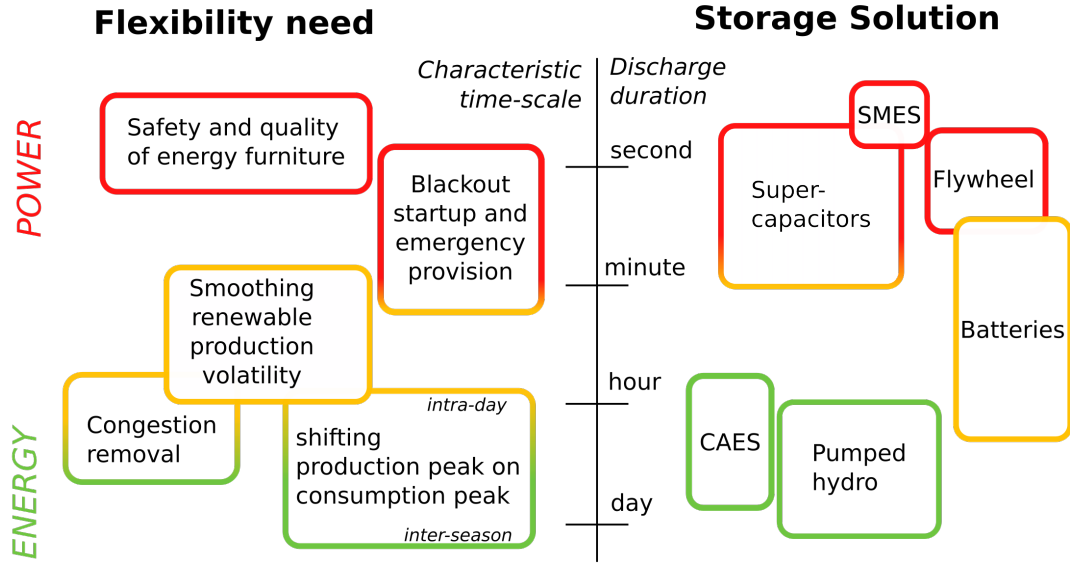 Flexibility need
Storage Solution
Characteristic
time-scale
Discharge
duration
POWER
ENERGY
Safety and quality
of energy furniture
Blackout
startup and
emergency
provision
Smoothing
renewable
production
volatility
Congestion
removal
intra-day
shifting
production peak on
consumption peak
inter-season
second
minute
hour
day
SMES
Super-
capacitors
Flywheel
Batteries
CAES
Pumped
hydro